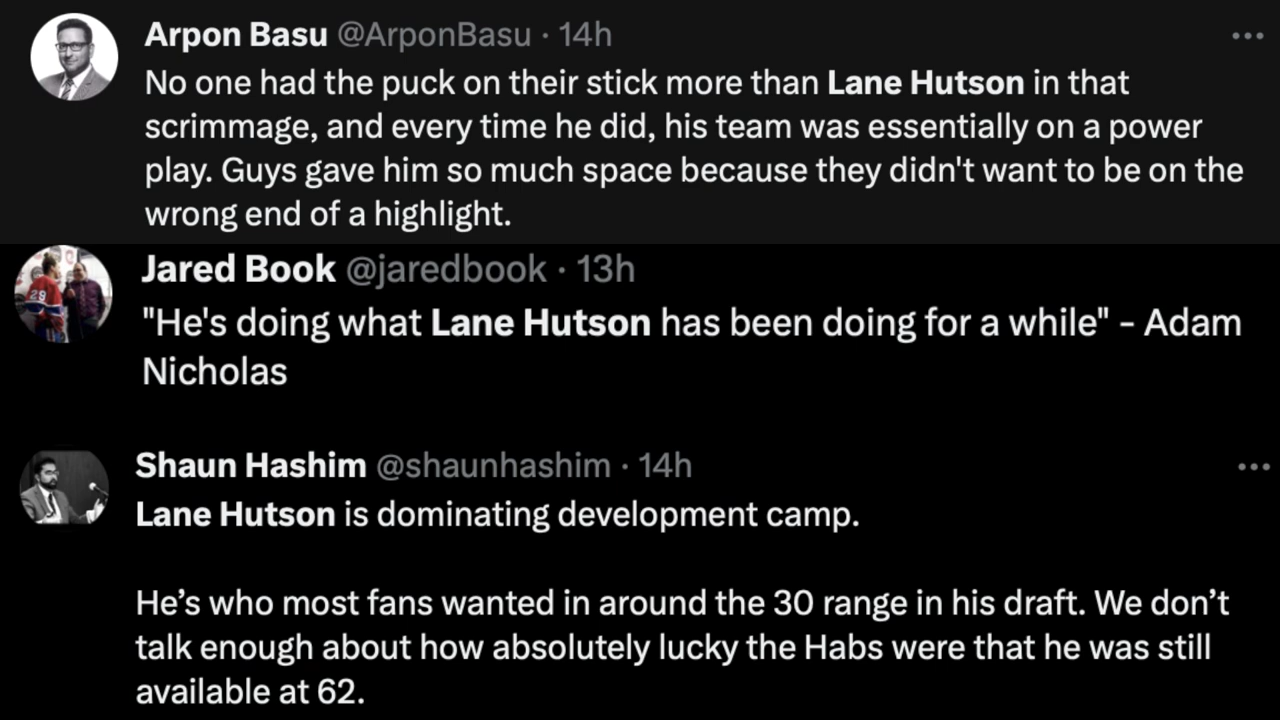 Arpon Basu @ArponBasu · 14h
No one had the puck on their stick more than Lane Hutson in that
scrimmage, and every time he did, his team was essentially on a power
play. Guys gave him so much space because they didn't want to be on the
wrong end of a highlight.
Jared Book @jaredbook · 13h
"He's doing what Lane Hutson has been doing for a while" - Adam
Nicholas
Shaun Hashim @shaunhashim · 14h
Lane Hutson is dominating development camp.
He’s who most fans wanted in around the 30 range in his draft. We don’t
talk enough about how absolutely lucky the Habs were that he was still
available at 62.